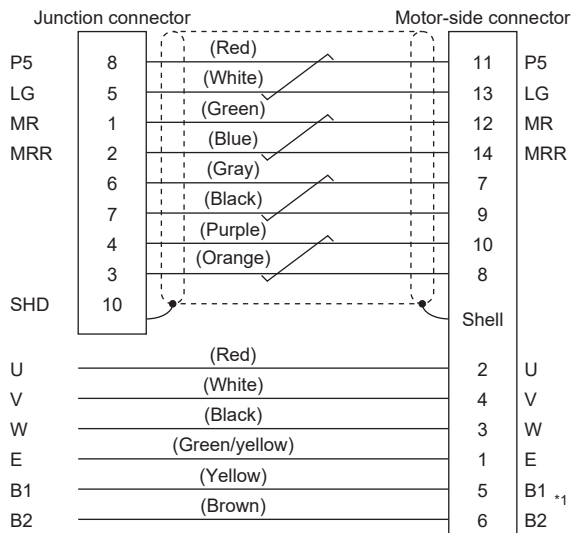 Junction connector Motor-side connector
(Red)
P5 8 11 P5
(White)
LG 5 13 LG
(Green)
MR 1 12 MR
(Blue)
MRR 2 14 MRR
(Gray)
6 7
(Black)
7 9
(Purple)
4 10
(Orange)
3 8
SHD 10
Shell
(Red)
U 2 U
(White)
V 4 V
(Black)
W 3 W
(Green/yellow)
E 1 E
(Yellow)
B1 5 B1 *1
(Brown)
B2 6 B2